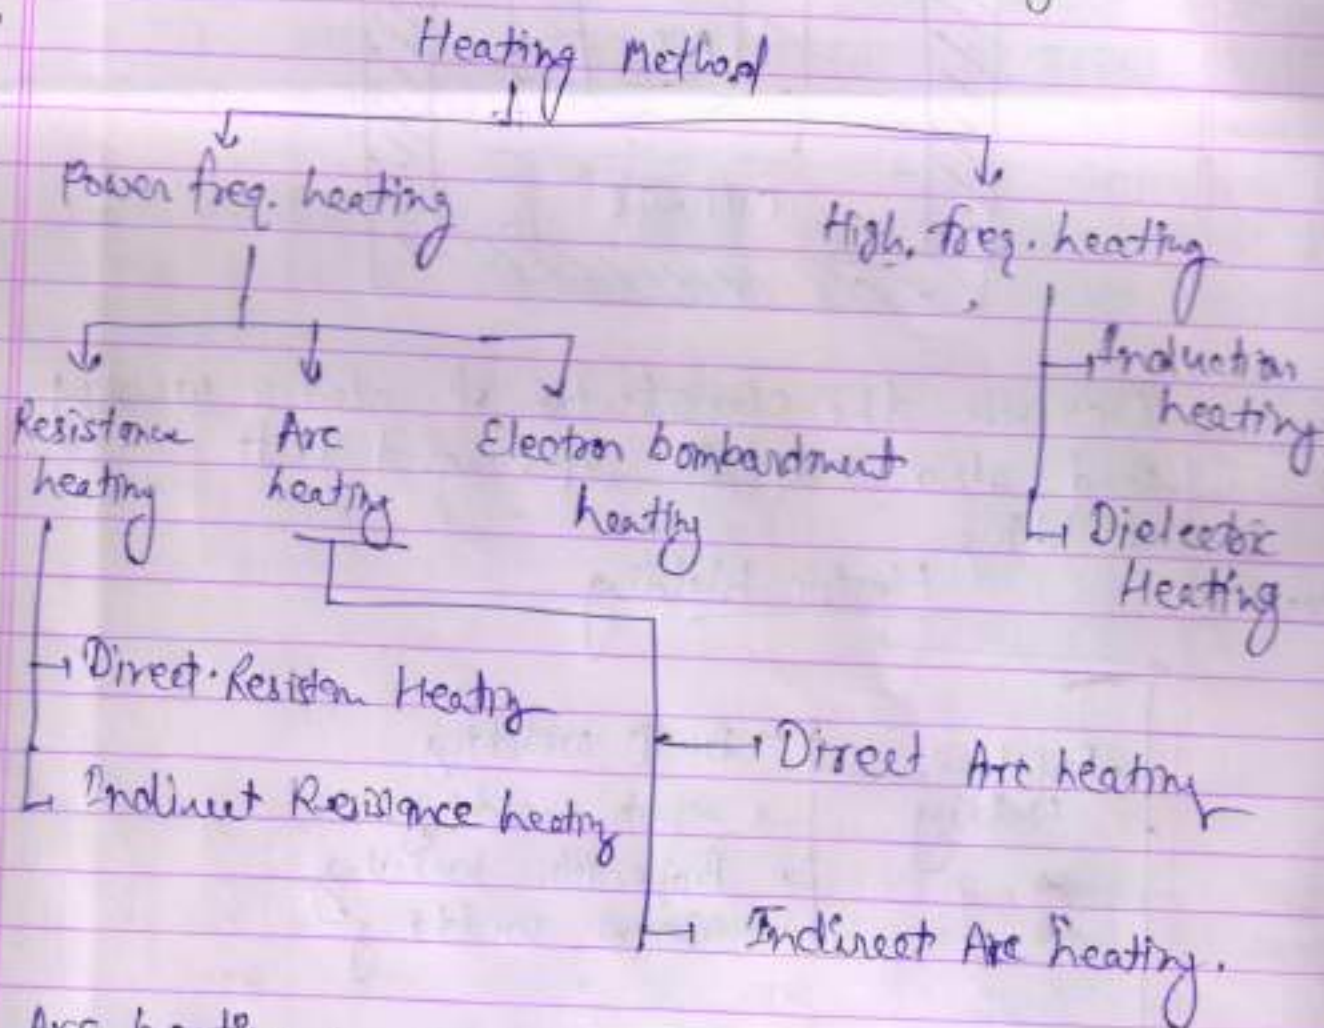 Heating Method
Power freq. heating
High. freq. heating
Resistance heating
Arc heating
Electron bombardment heating
Induction heating
Dielectric Heating
Direct. Resistan Heating
Indirect Resistance heating
Direct Arc heating
Indirect Arc heating.
Arc